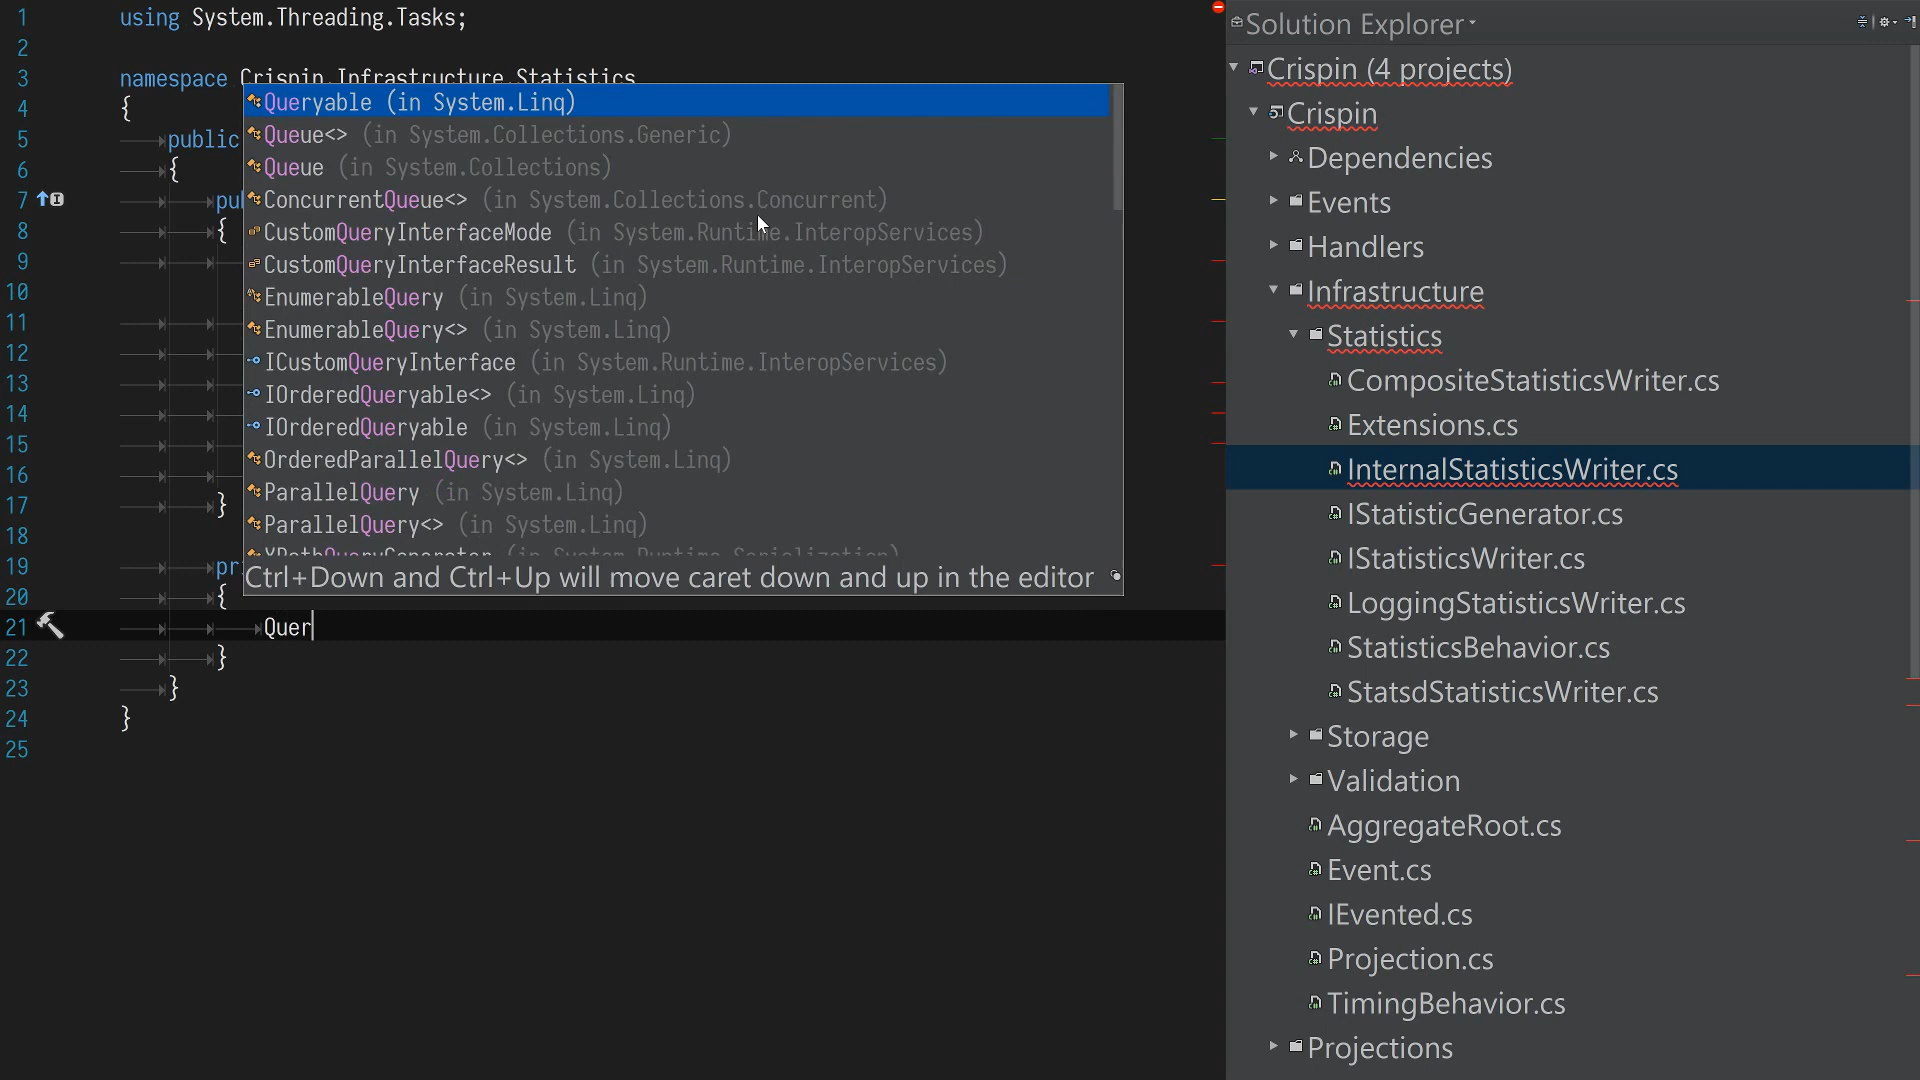 1 using System.Threading.Tasks;
2
3 namespace Crispin.Infrastructure.Statistics
4 {
5 public
6 {
7 pub
8 {
9
10
11
12
13
14
15
16
17 }
18
19 pr
20 {
21 Quer
22 }
23 }
24 }
25
Queryable (in System.Linq)
Queue<> (in System.Collections.Generic)
Queue (in System.Collections)
ConcurrentQueue<> (in System.Collections.Concurrent)
CustomQueryInterfaceMode (in System.Runtime.InteropServices)
CustomQueryInterfaceResult (in System.Runtime.InteropServices)
EnumerableQuery (in System.Linq)
EnumerableQuery<> (in System.Linq)
ICustomQueryInterface (in System.Runtime.InteropServices)
IOrderedQueryable<> (in System.Linq)
IOrderedQueryable (in System.Linq)
OrderedParallelQuery<> (in System.Linq)
ParallelQuery (in System.Linq)
ParallelQuery<> (in System.Linq)
XPathQueryGenerator (in System.Runtime.Serialization)
Ctrl+Down and Ctrl+Up will move caret down and up in the editor
Solution Explorer
Crispin (4 projects)
Crispin
Dependencies
Events
Handlers
Infrastructure
Statistics
CompositeStatisticsWriter.cs
Extensions.cs
InternalStatisticsWriter.cs
IStatisticGenerator.cs
IStatisticsWriter.cs
LoggingStatisticsWriter.cs
StatisticsBehavior.cs
StatsdStatisticsWriter.cs
Storage
Validation
AggregateRoot.cs
Event.cs
IEvented.cs
Projection.cs
TimingBehavior.cs
Projections